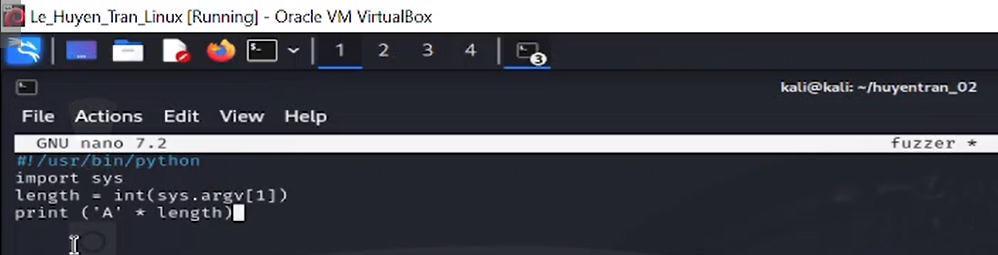 Le_Huyen_Tran_Linux [Running] - Oracle VM VirtualBox
1 2 3 4 3
kali@kali: ~/huyentran_02
File Actions Edit View Help
GNU nano 7.2 fuzzer *
#!/usr/bin/python
import sys
length = int(sys.argv[1])
print ('A' * length)